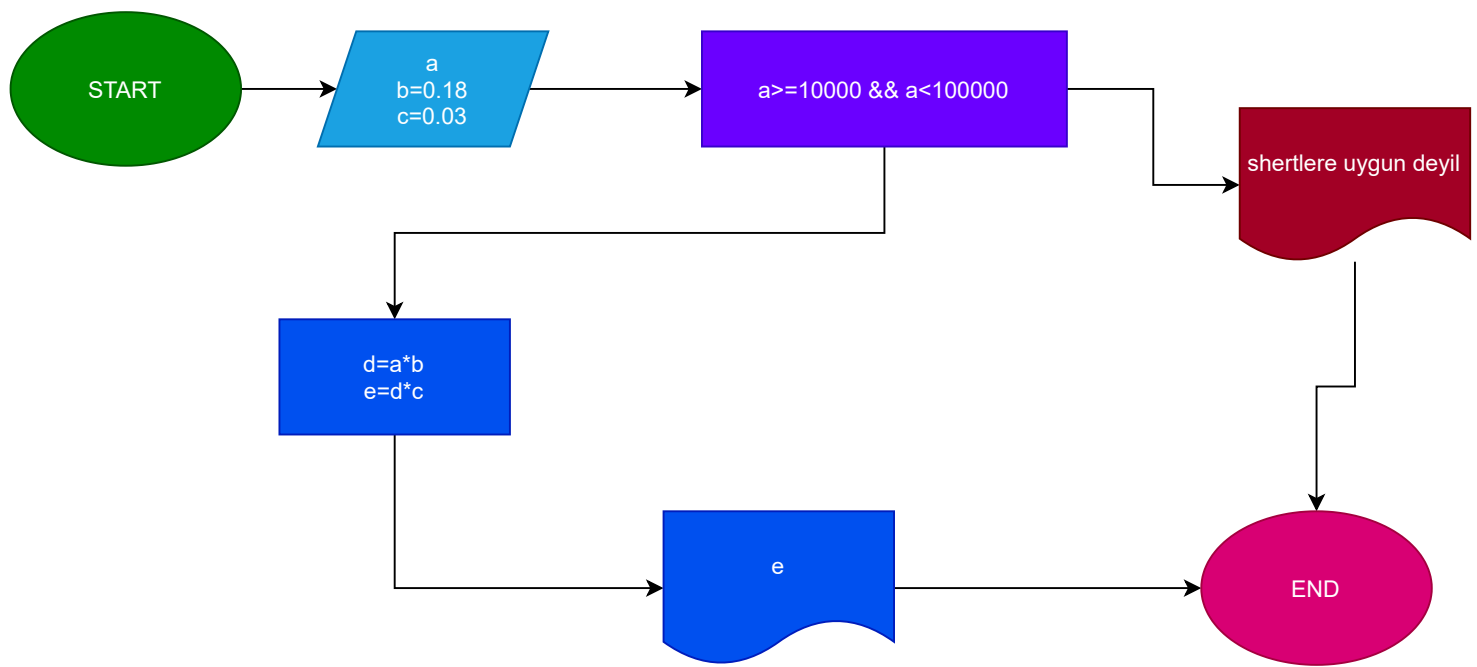 START
a
b=0.18
c=0.03
a>=10000 && a<100000
shertlere uygun deyil
d=a*b
e=d*c
e
END